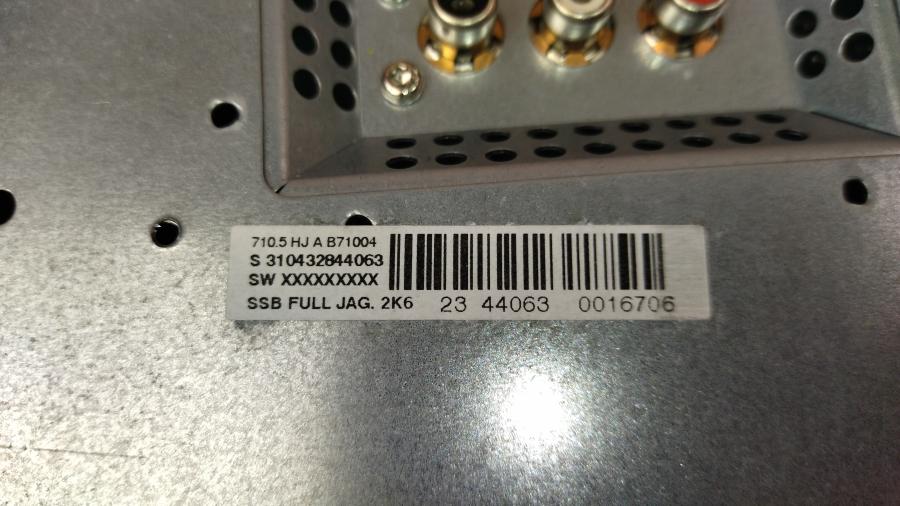 710.5 HJ A B71004
S 310432844063
SW XXXXXXXXX
SSB FULL JAG. 2K6 23 44063 0016706